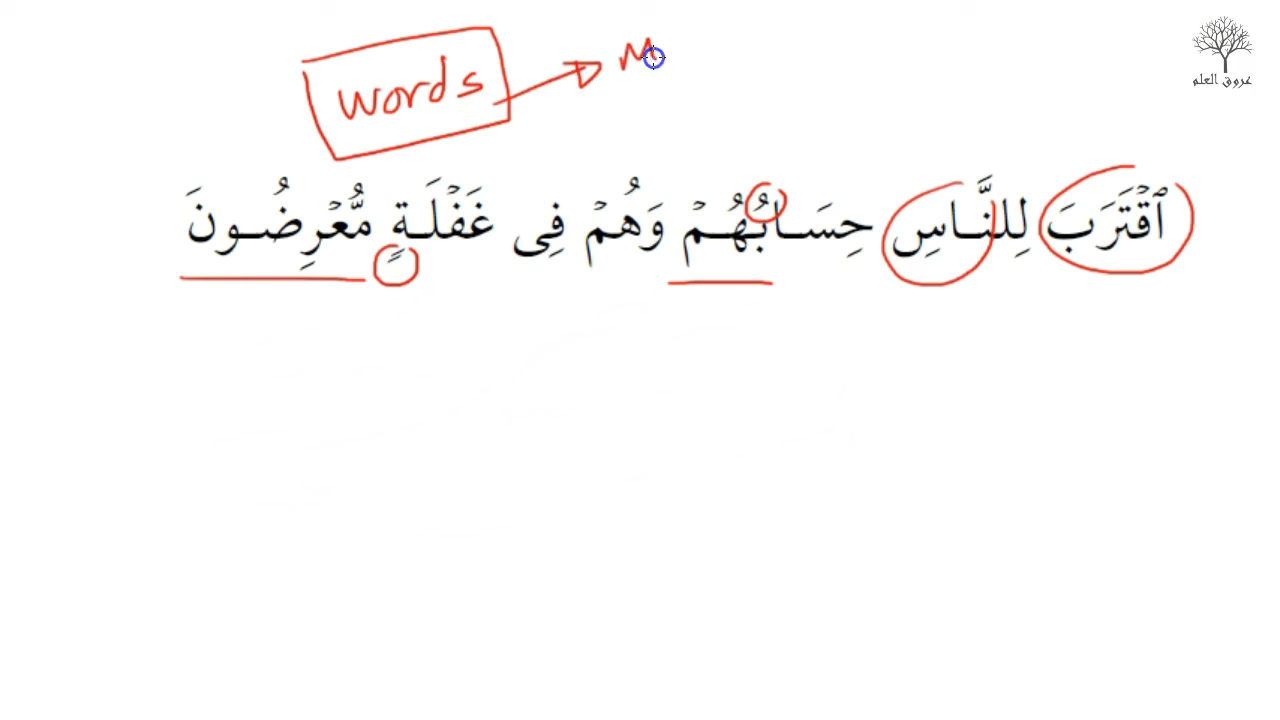 words → M
عروق العلم
ٱقۡتَرَبَ لِلنَّاسِ حِسَابُهُمۡ وَهُمۡ فِى غَفۡلَةٍ مُّعۡرِضُونَ